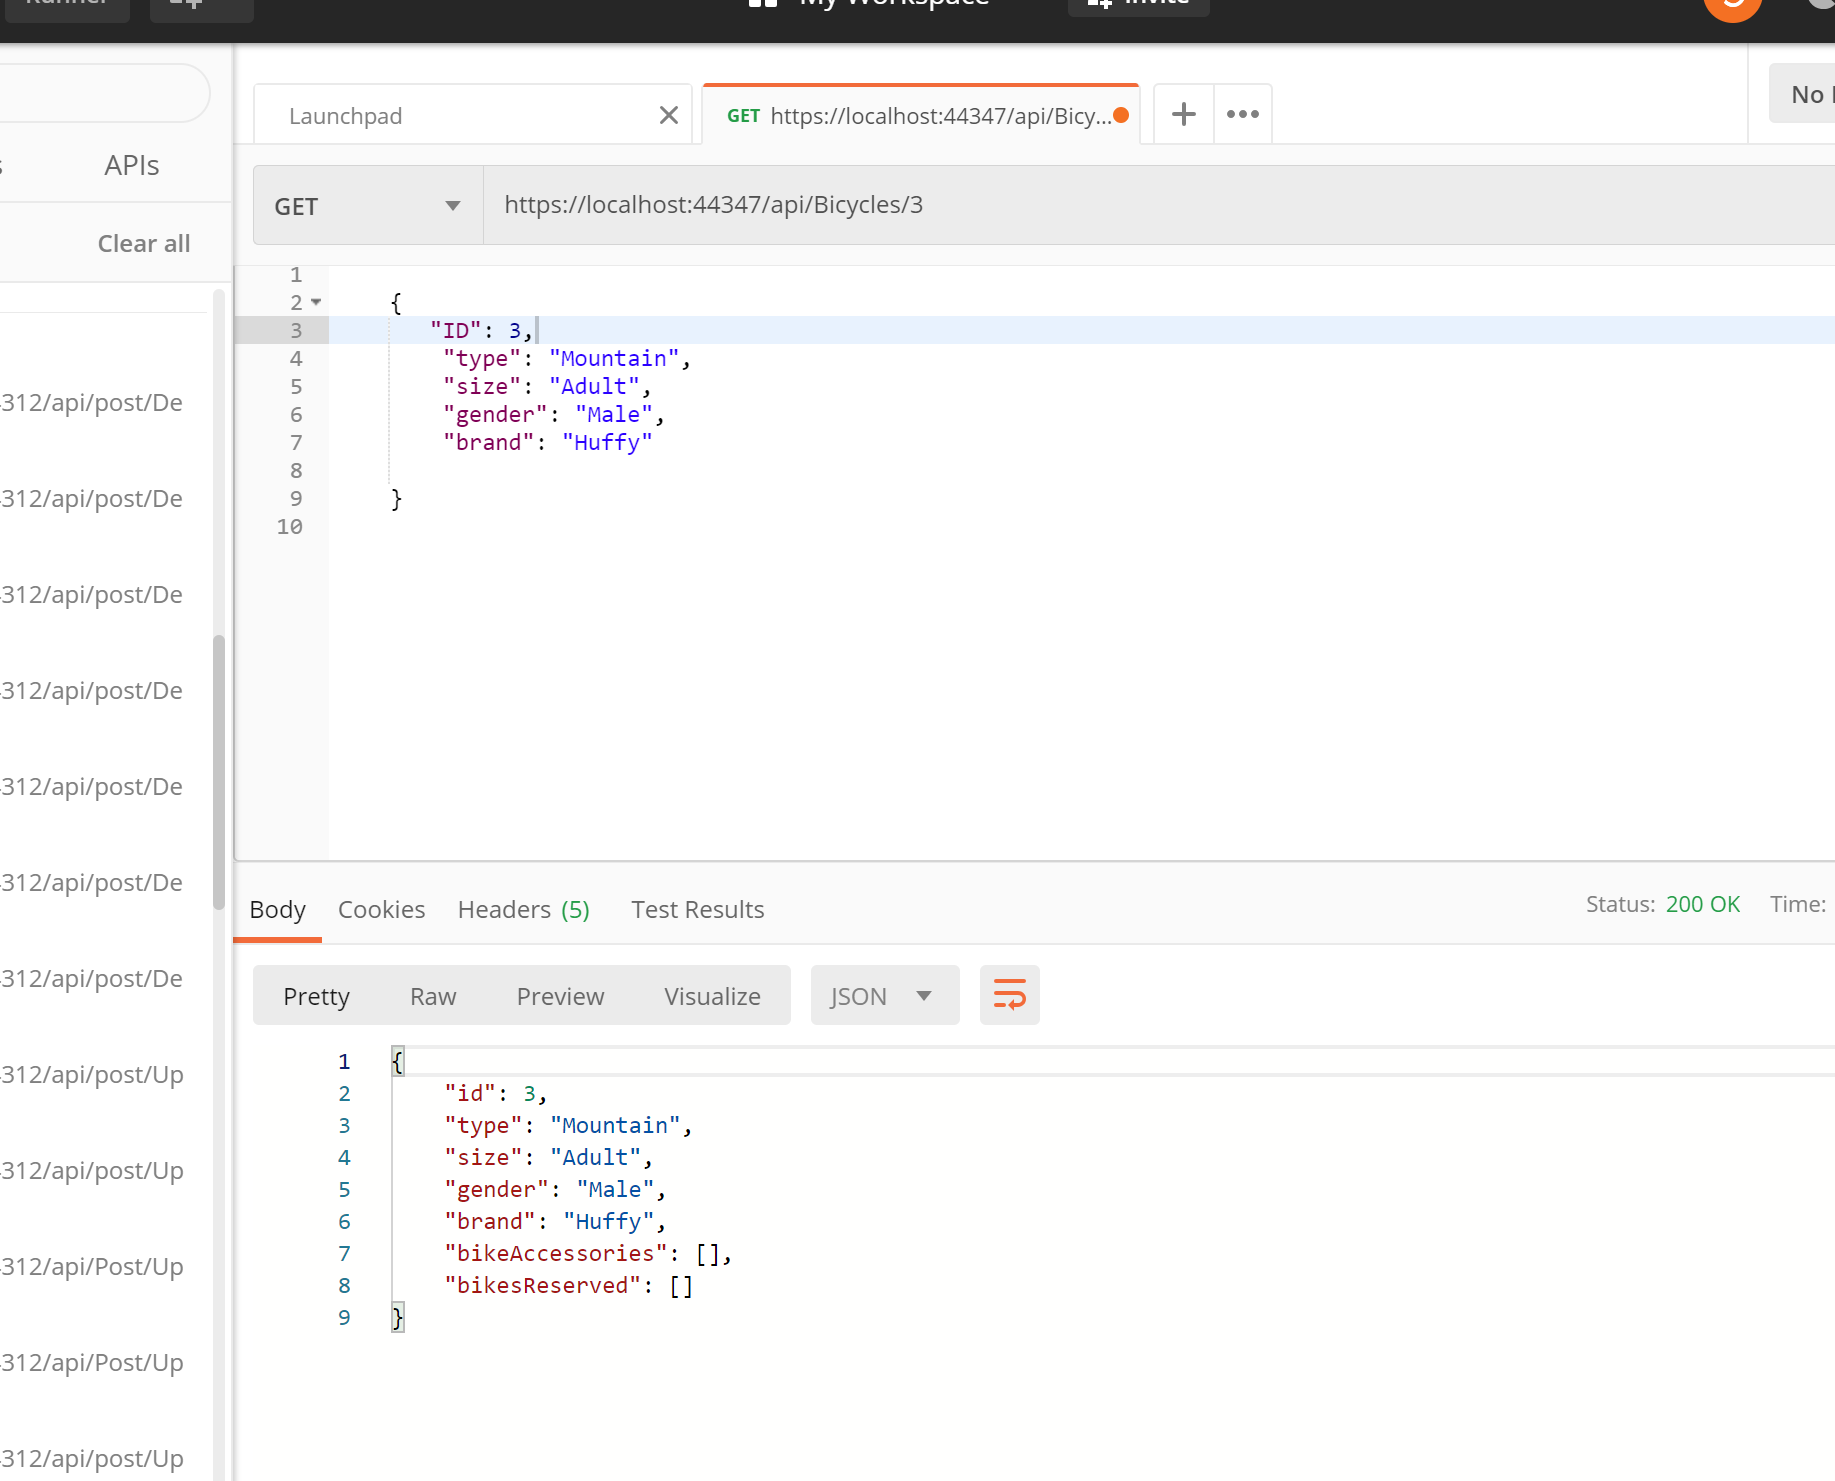 Runner
My Workspace
Invite
Launchpad
GET https://localhost:44347/api/Bicy...
No
APIs
GET
https://localhost:44347/api/Bicycles/3
Clear all
1
2 {
3 "ID": 3,
4 "type": "Mountain",
5 "size": "Adult",
6 "gender": "Male",
7 "brand": "Huffy"
8
9 }
10
312/api/post/De
312/api/post/De
312/api/post/De
312/api/post/De
312/api/post/De
312/api/post/De
312/api/post/De
312/api/post/Up
312/api/post/Up
312/api/Post/Up
312/api/Post/Up
312/api/post/Up
Body Cookies Headers (5) Test Results
Status: 200 OK Time:
Pretty Raw Preview Visualize JSON
1 {
2 "id": 3,
3 "type": "Mountain",
4 "size": "Adult",
5 "gender": "Male",
6 "brand": "Huffy",
7 "bikeAccessories": [],
8 "bikesReserved": []
9 }